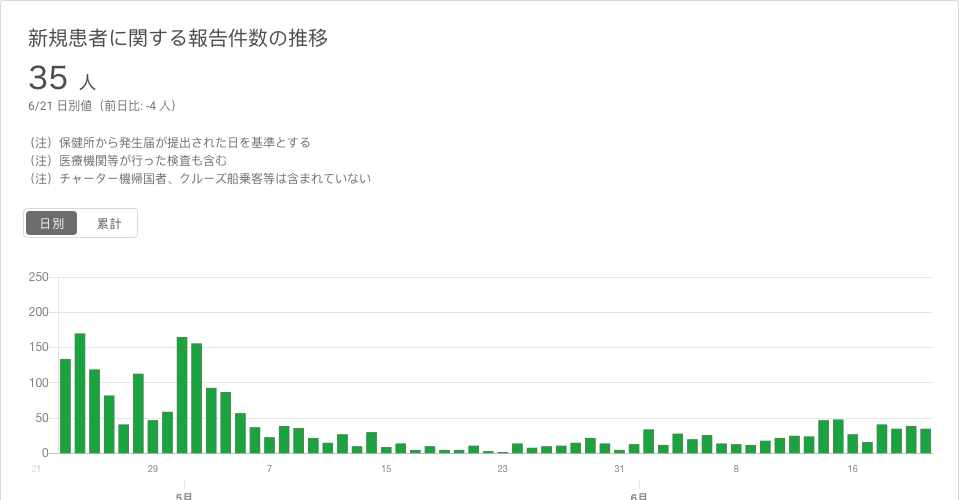 新規患者に関する報告件数の推移
35 人
6/21 日別値（前日比: -4 人）
（注）保健所から発生届が提出された日を基準とする
（注）医療機関等が行った検査も含む
（注）チャーター機帰国者、クルーズ船乗客等は含まれていない
日別 累計
250
200
150
100
50
0
21 29 7 15 23 31 8 16
5月 6月